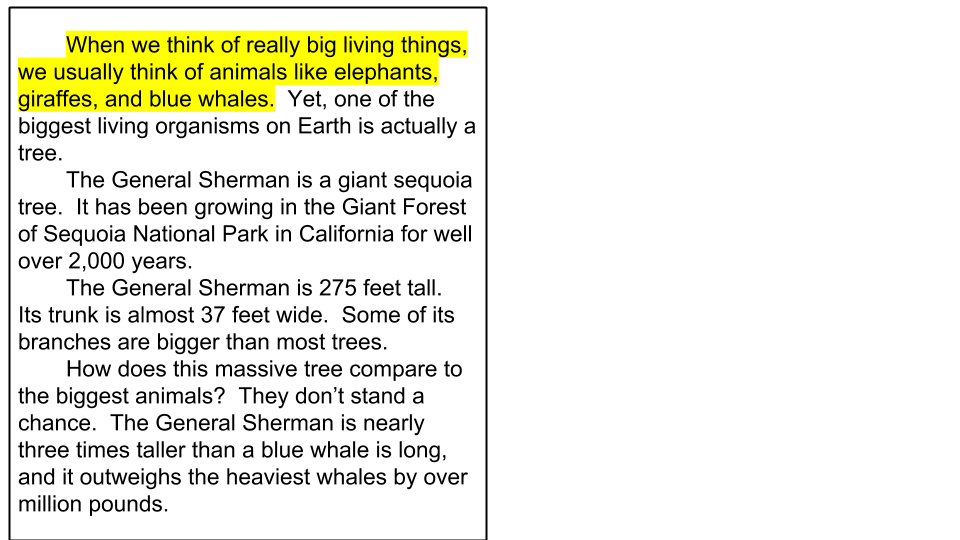 When we think of really big living things,
we usually think of animals like elephants,
giraffes, and blue whales.  Yet, one of the
biggest living organisms on Earth is actually a
tree.
The General Sherman is a giant sequoia
tree.  It has been growing in the Giant Forest
of Sequoia National Park in California for well
over 2,000 years.
The General Sherman is 275 feet tall.
Its trunk is almost 37 feet wide.  Some of its
branches are bigger than most trees.
How does this massive tree compare to
the biggest animals?  They don’t stand a
chance.  The General Sherman is nearly
three times taller than a blue whale is long,
and it outweighs the heaviest whales by over
million pounds.